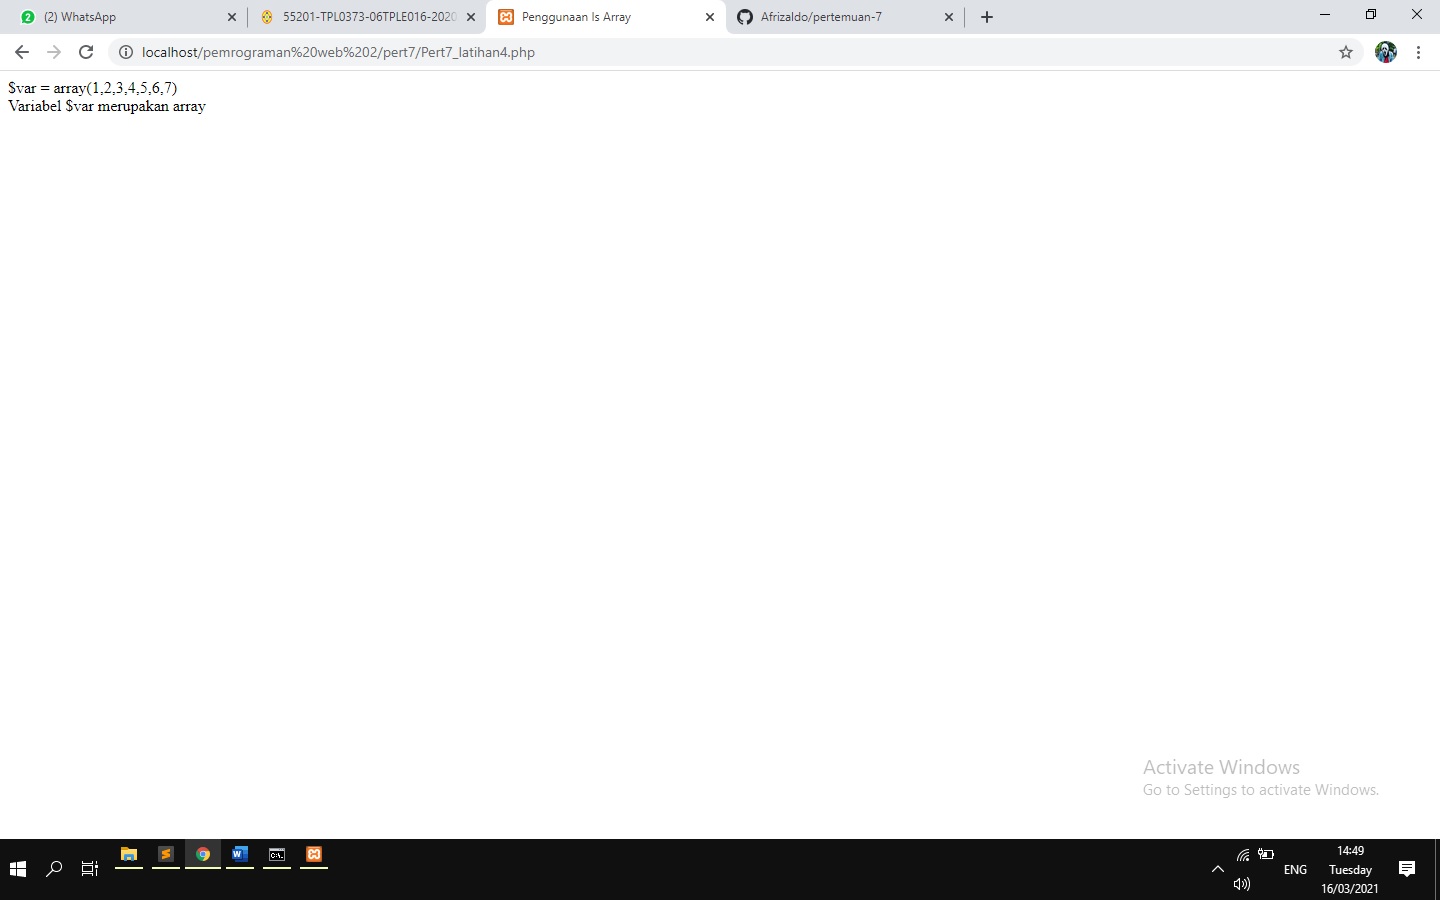 2
(2) WhatsApp
55201-TPL0373-06TPLE016-2020
Penggunaan Is Array
Afrizaldo/pertemuan-7
localhost/pemrograman%20web%202/pert7/Pert7_latihan4.php
$var = array(1,2,3,4,5,6,7)
Variabel $var merupakan array
Activate Windows
Go to Settings to activate Windows.
14:49
ENG
Tuesday
16/03/2021